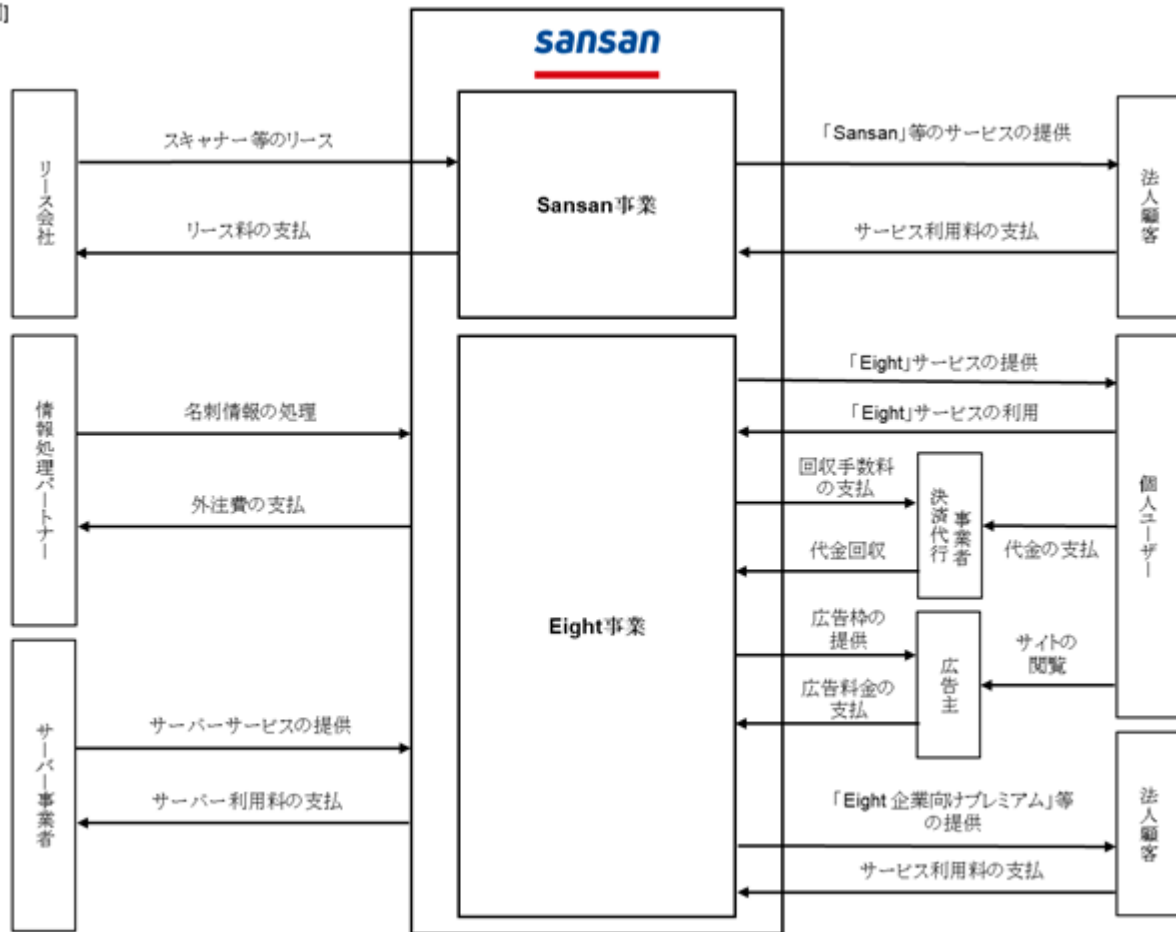 ]
sansan
リース会社
スキャナー等のリース
リース料の支払
Sansan事業
「Sansan」等のサービスの提供
サービス利用料の支払
法人顧客
情報処理パートナー
名刺情報の処理
外注費の支払
サーバー事業者
サーバーサービスの提供
サーバー利用料の支払
Eight事業
「Eight」サービスの提供
「Eight」サービスの利用
回収手数料
の支払
代金回収
決済代行
事業者
代金の支払
広告枠の
提供
広告料金の
支払
広告主
サイトの
閲覧
個人ユーザー
「Eight 企業向けプレミアム」等
の提供
サービス利用料の支払
法人顧客